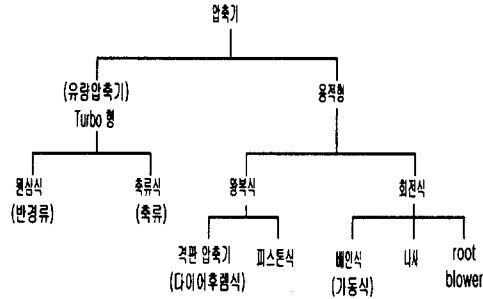 압축기
(유량압축기)
Turbo 형
용적형
원심식
(반경류)
축류식
(축류)
왕복식
회전식
격판 압축기
(다이어후렘식)
피스톤식
베인식
(가동식)
나사
root
blower